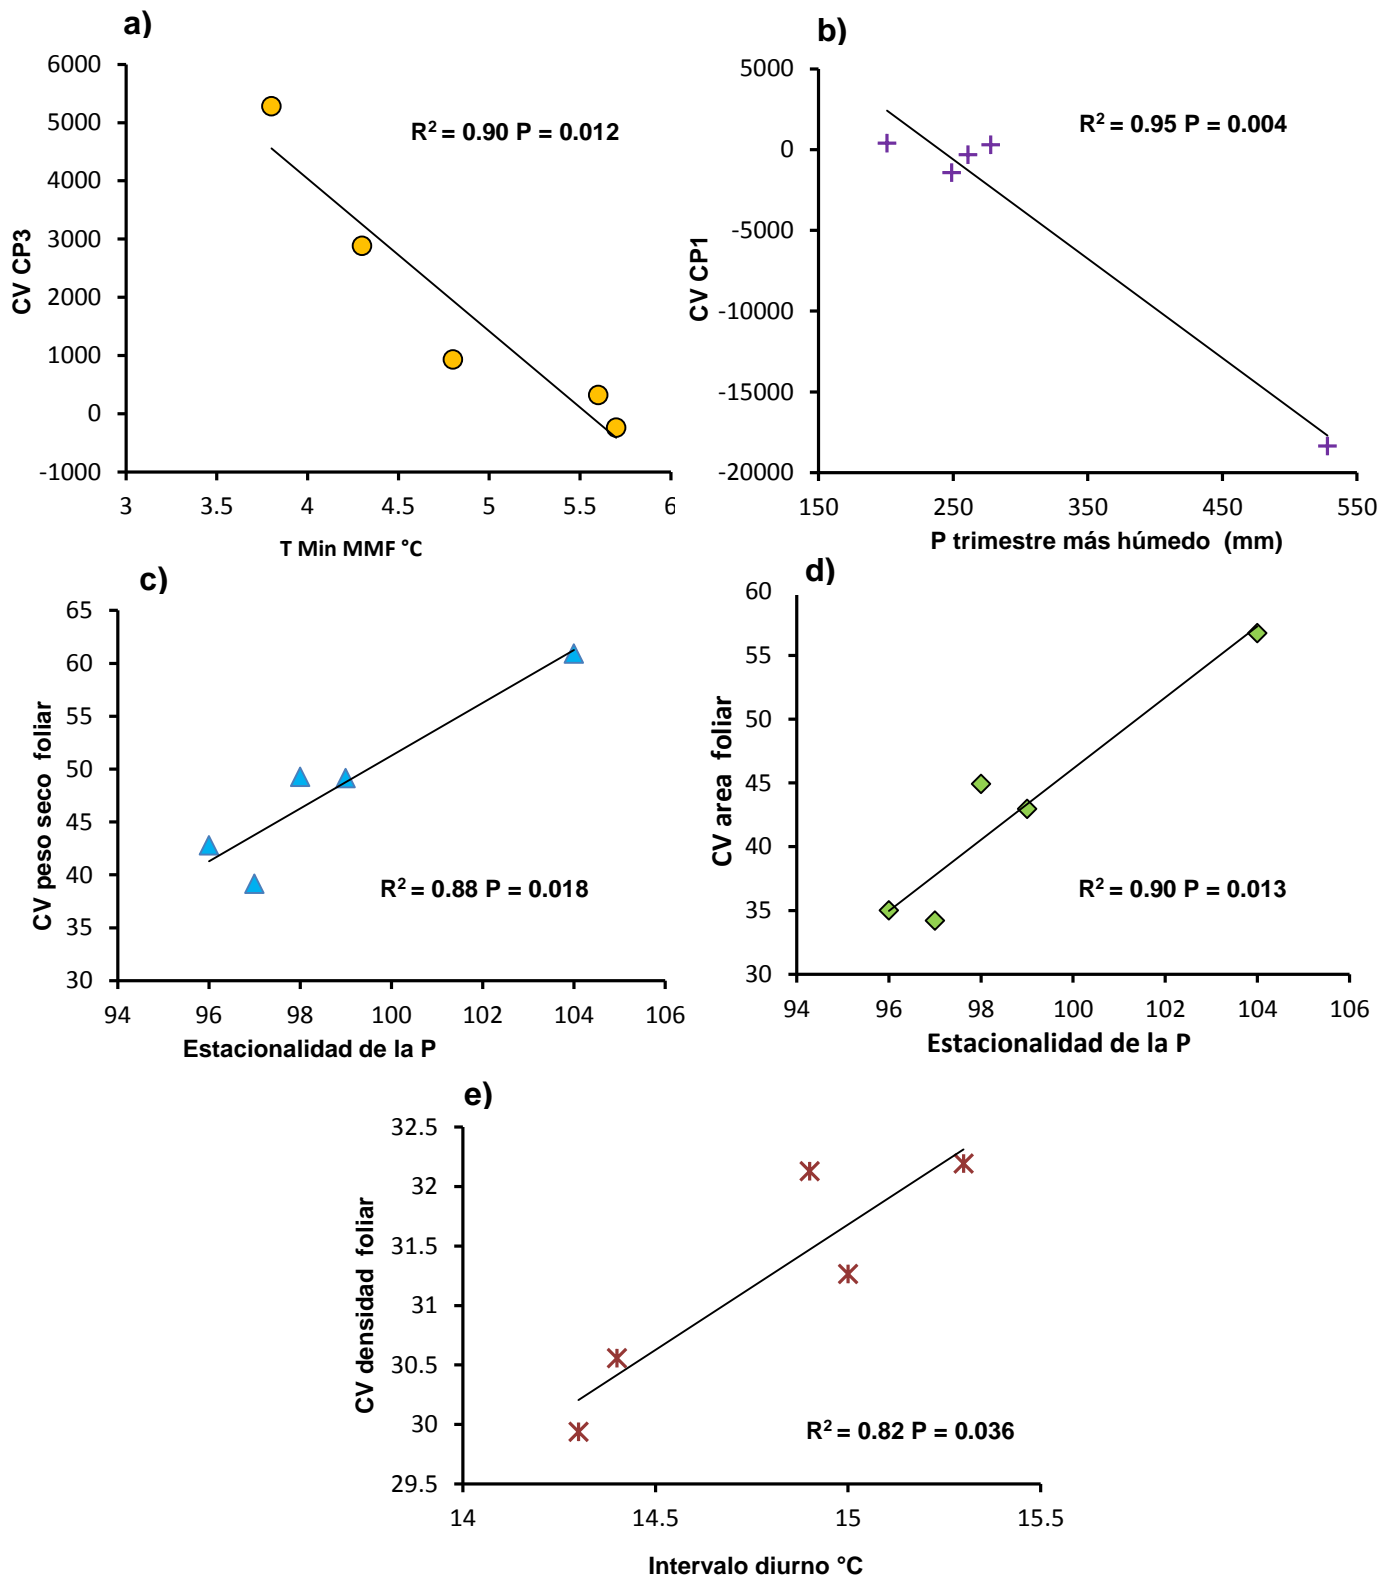 a)
6000
5000
4000
3000
2000
1000
0
-1000
CV CP3
R² = 0.90 P = 0.012
3 3.5 4 4.5 5 5.5 6
T Min MMF °C
b)
5000
0
-5000
-10000
-15000
-20000
CV CP1
R² = 0.95 P = 0.004
150 250 350 450 550
P trimestre más húmedo (mm)
c)
65
60
55
50
45
40
35
30
CV peso seco foliar
R² = 0.88 P = 0.018
94 96 98 100 102 104 106
Estacionalidad de la P
d)
60
55
50
45
40
35
30
CV area foliar
R² = 0.90 P = 0.013
94 96 98 100 102 104 106
Estacionalidad de la P
e)
32.5
32
31.5
31
30.5
30
29.5
CV densidad foliar
R² = 0.82 P = 0.036
14 14.5 15 15.5
Intervalo diurno °C